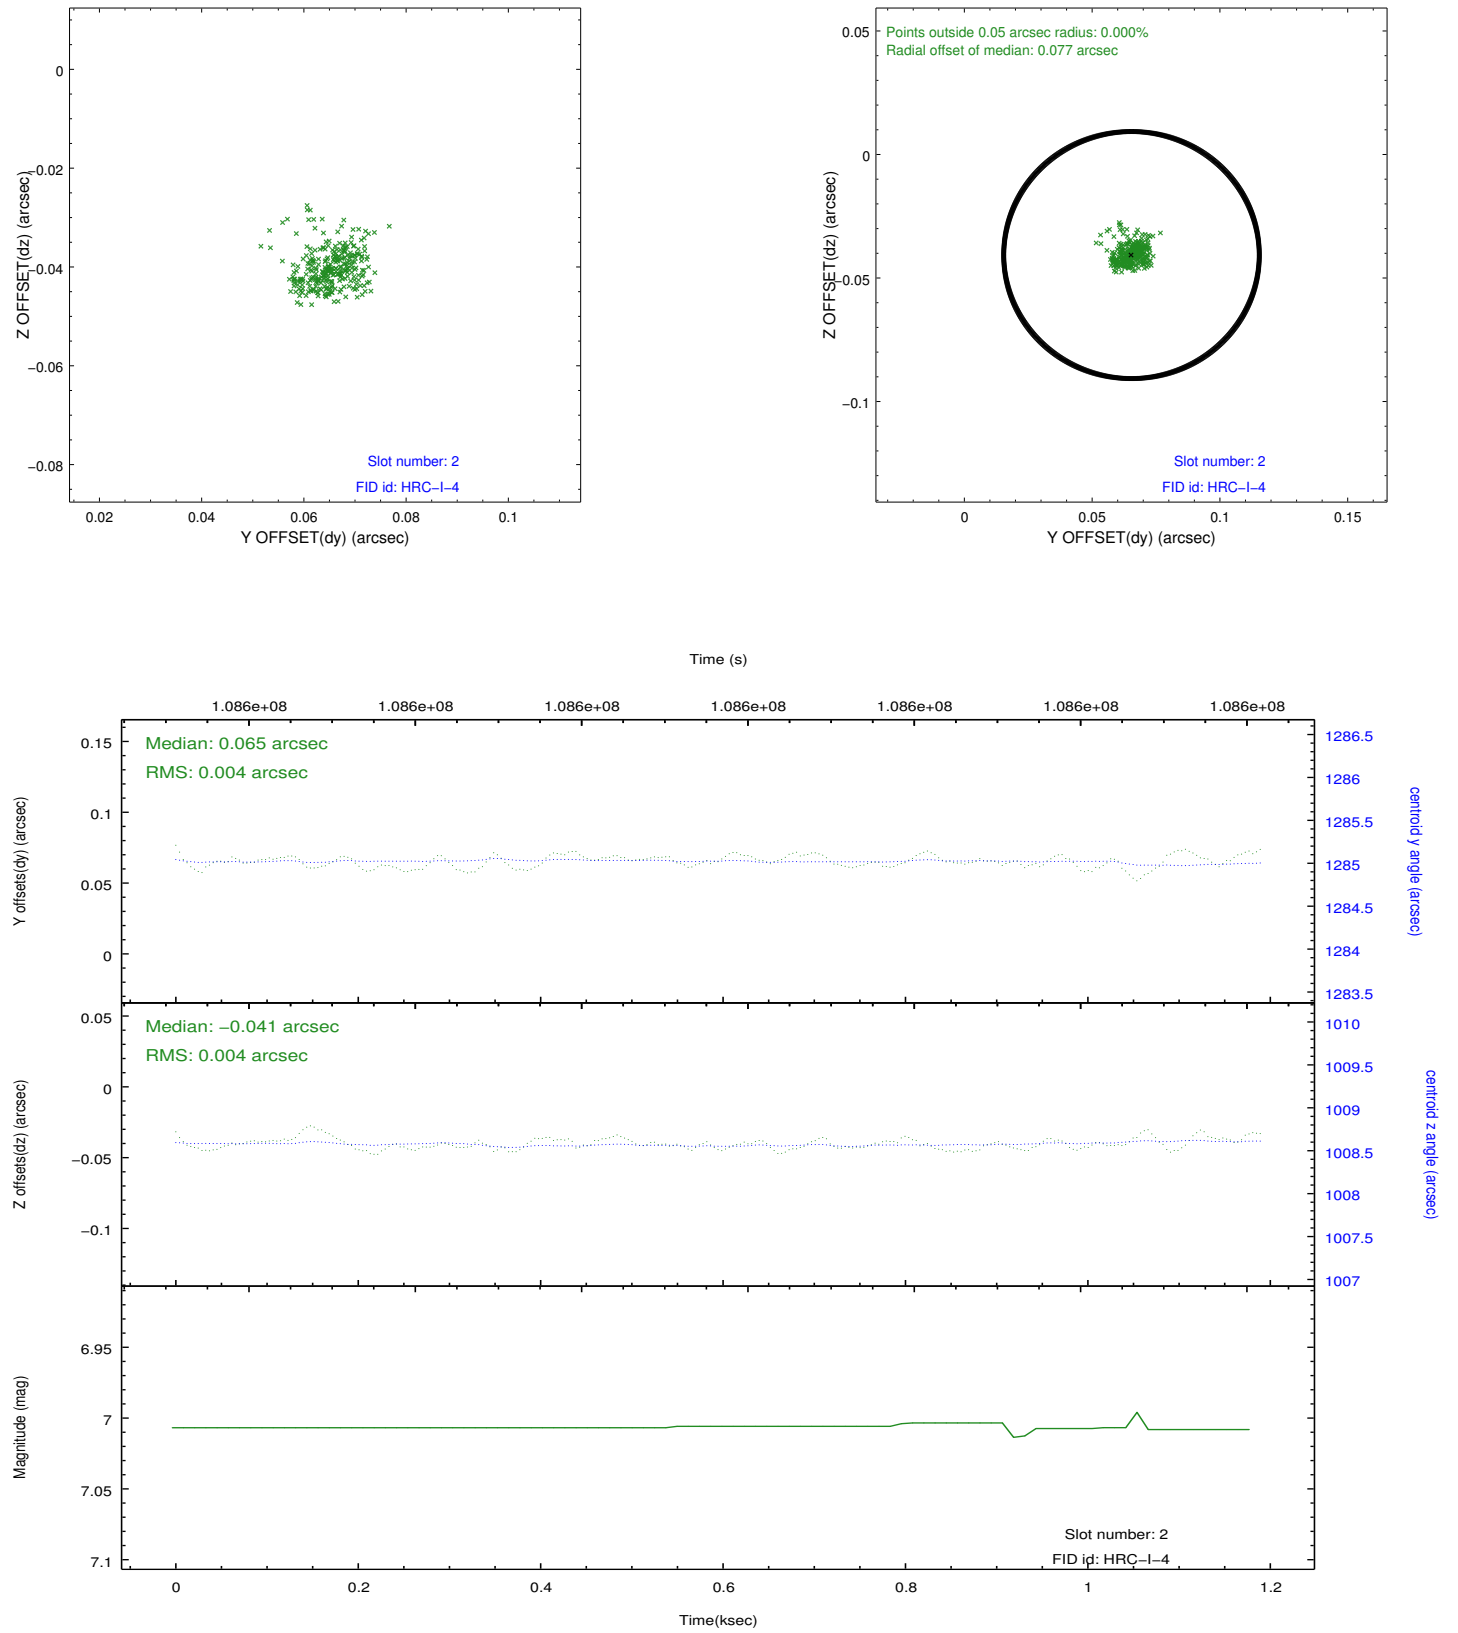 0
−0.02
−0.04
−0.06
−0.08
Z OFFSET(dz) (arcsec)
Slot number: 2
FID id: HRC−I−4
0.02 0.04 0.06 0.08 0.1
Y OFFSET(dy) (arcsec)
Points outside 0.05 arcsec radius: 0.000%
Radial offset of median: 0.077 arcsec
0.05
0
−0.05
−0.1
Z OFFSET(dz) (arcsec)
Slot number: 2
FID id: HRC−I−4
0 0.05 0.1 0.15
Y OFFSET(dy) (arcsec)
Time (s)
1.086e+08 1.086e+08 1.086e+08 1.086e+08 1.086e+08 1.086e+08 1.086e+08
Median: 0.065 arcsec
RMS: 0.004 arcsec
0.15
0.1
0.05
0
Y offsets(dy) (arcsec)
1286.5
1286
1285.5
1285
1284.5
1284
1283.5
centroid y angle (arcsec)
Median: −0.041 arcsec
RMS: 0.004 arcsec
0.05
0
−0.05
−0.1
Z offsets(dz) (arcsec)
1010
1009.5
1009
1008.5
1008
1007.5
1007
centroid z angle (arcsec)
6.95
7
7.05
7.1
Magnitude (mag)
Slot number: 2
FID id: HRC−I−4
0 0.2 0.4 0.6 0.8 1 1.2
Time(ksec)